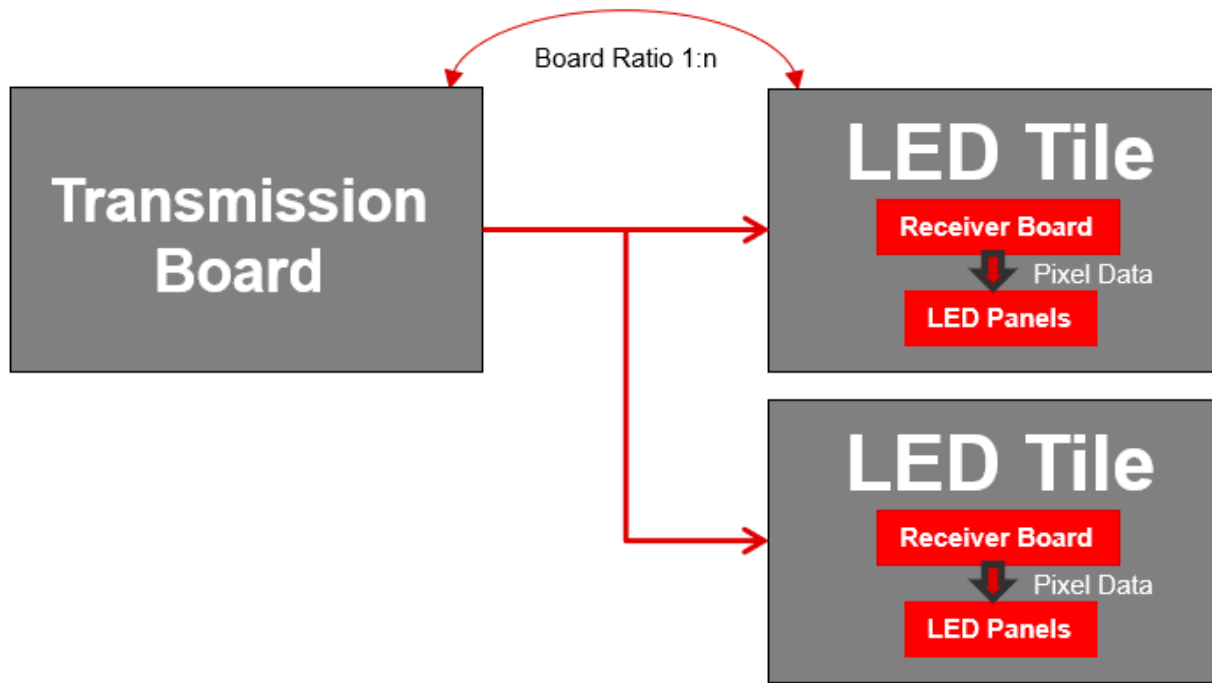 Board Ratio 1:n
Transmission
Board
LED Tile
Receiver Board
Pixel Data
LED Panels
LED Tile
Receiver Board
Pixel Data
LED Panels